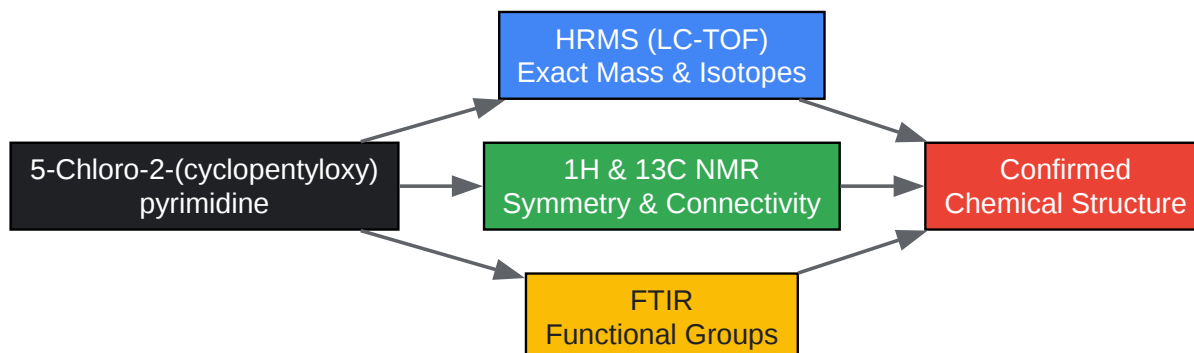 5-Chloro-2-(cyclopentyloxy)
pyrimidine
HRMS (LC-TOF)
Exact Mass & Isotopes
1H & 13C NMR
Symmetry & Connectivity
FTIR
Functional Groups
Confirmed
Chemical Structure